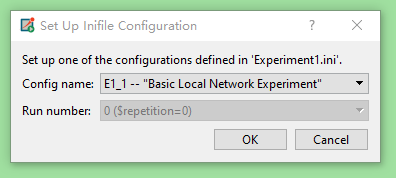 Set Up Inifile Configuration
Set up one of the configurations defined in 'Experiment1.ini'.
Config name: E1_1 -- "Basic Local Network Experiment"
Run number: 0 ($repetition=0)
OK Cancel